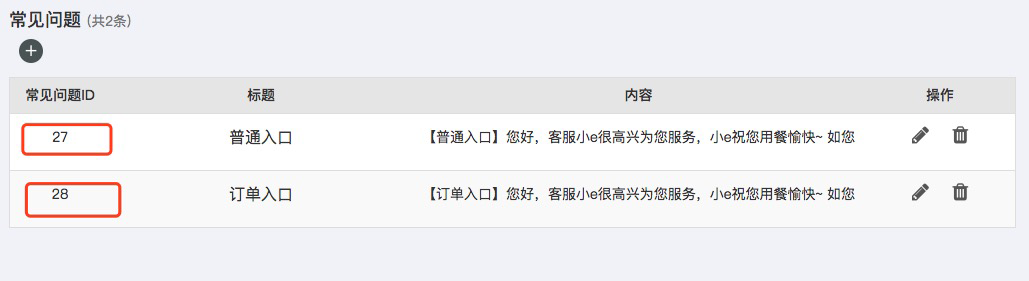 常见问题 (共2条)
常见问题ID 标题 内容 操作
27 普通入口 【普通入口】您好，客服小e很高兴为您服务，小e祝您用餐愉快~ 如您
28 订单入口 【订单入口】您好，客服小e很高兴为您服务，小e祝您用餐愉快~ 如您